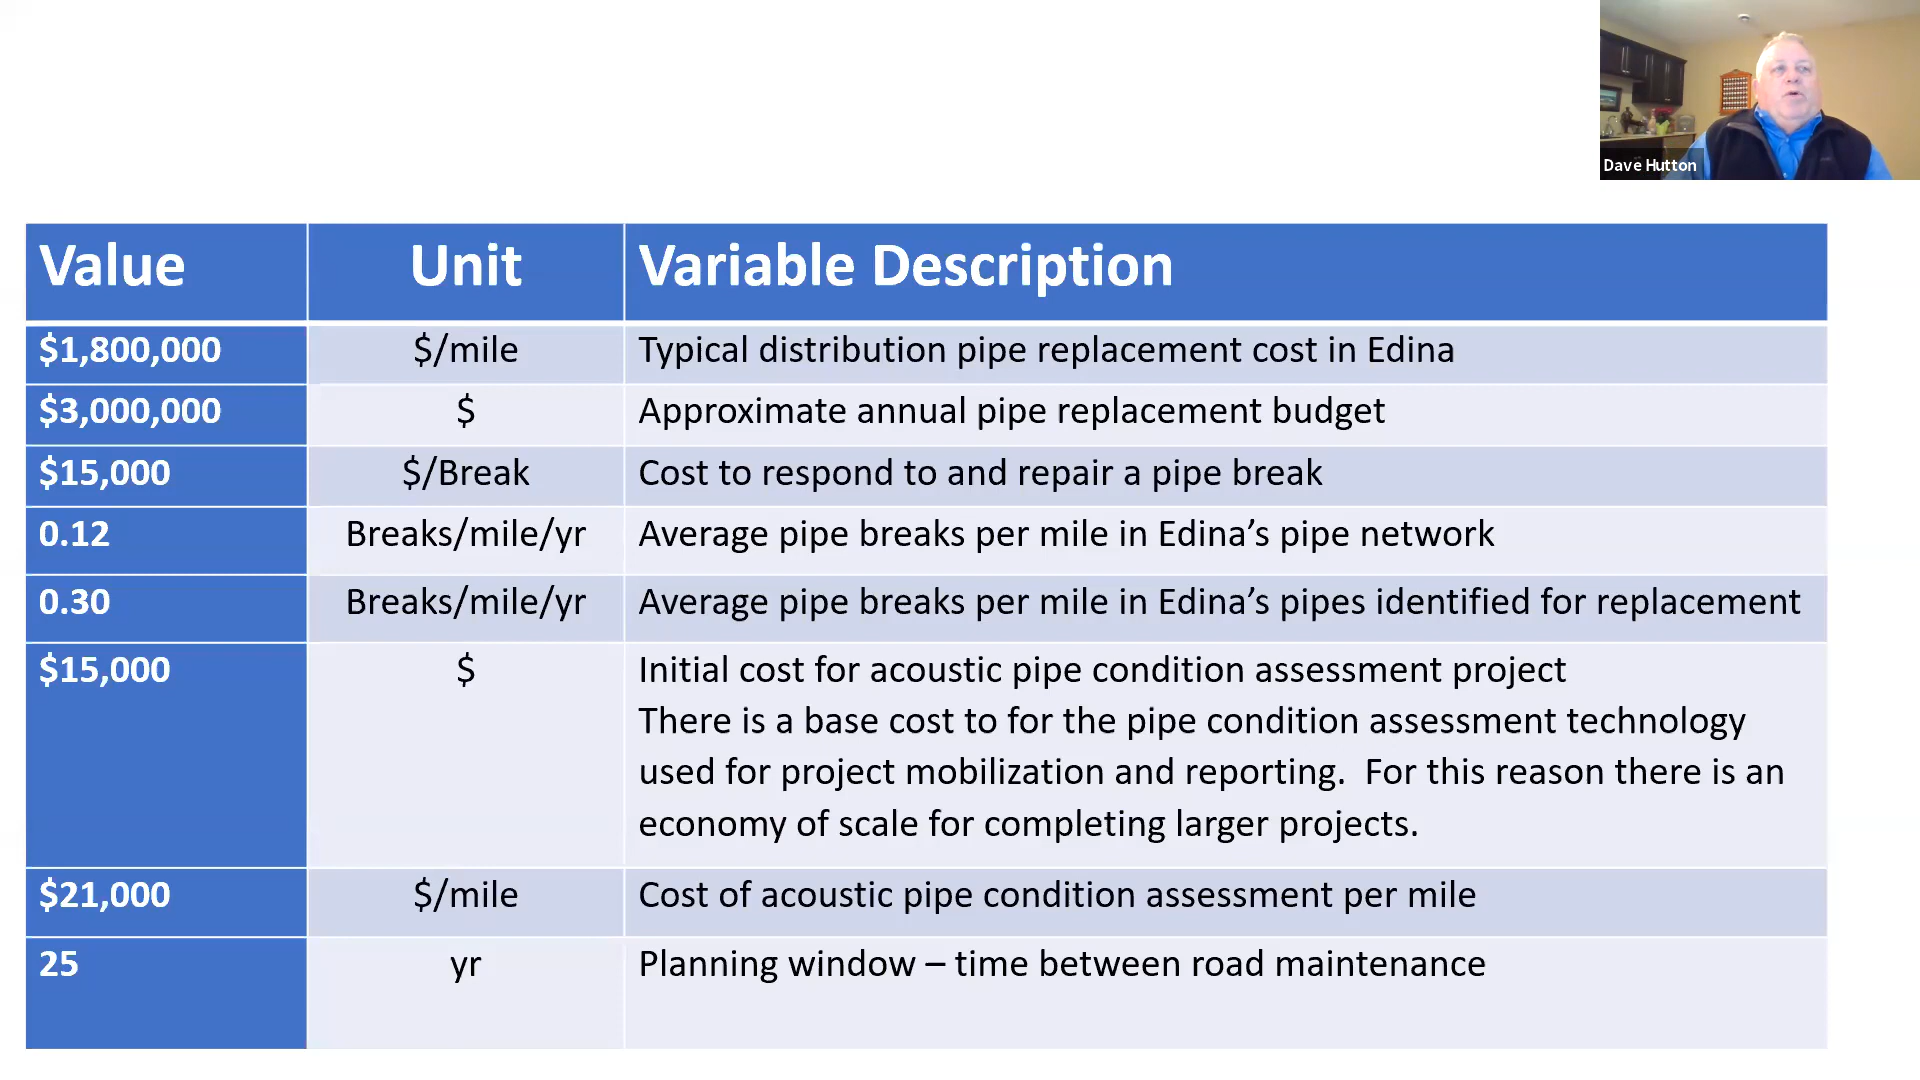 Dave Hutton
Value Unit Variable Description
$1,800,000 $/mile Typical distribution pipe replacement cost in Edina
$3,000,000 $ Approximate annual pipe replacement budget
$15,000 $/Break Cost to respond to and repair a pipe break
0.12 Breaks/mile/yr Average pipe breaks per mile in Edina’s pipe network
0.30 Breaks/mile/yr Average pipe breaks per mile in Edina’s pipes identified for replacement
$15,000 $ Initial cost for acoustic pipe condition assessment project
There is a base cost to for the pipe condition assessment technology
used for project mobilization and reporting.  For this reason there is an
economy of scale for completing larger projects.
$21,000 $/mile Cost of acoustic pipe condition assessment per mile
25 yr Planning window – time between road maintenance